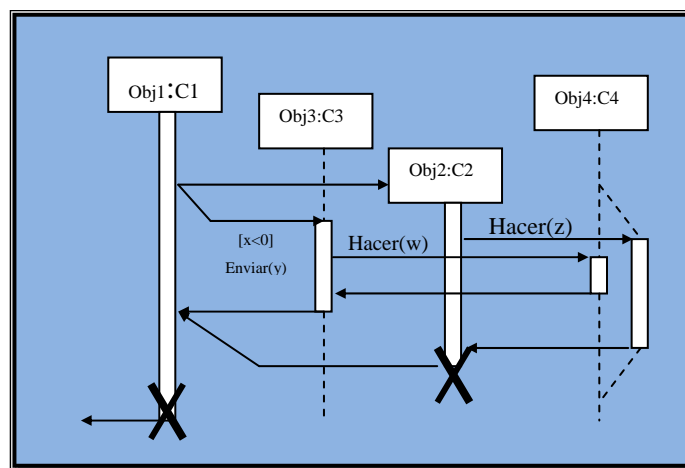 Obj1:C1
Obj3:C3
Obj4:C4
Obj2:C2
[x<0]
Enviar(y)
Hacer(w)
Hacer(z)